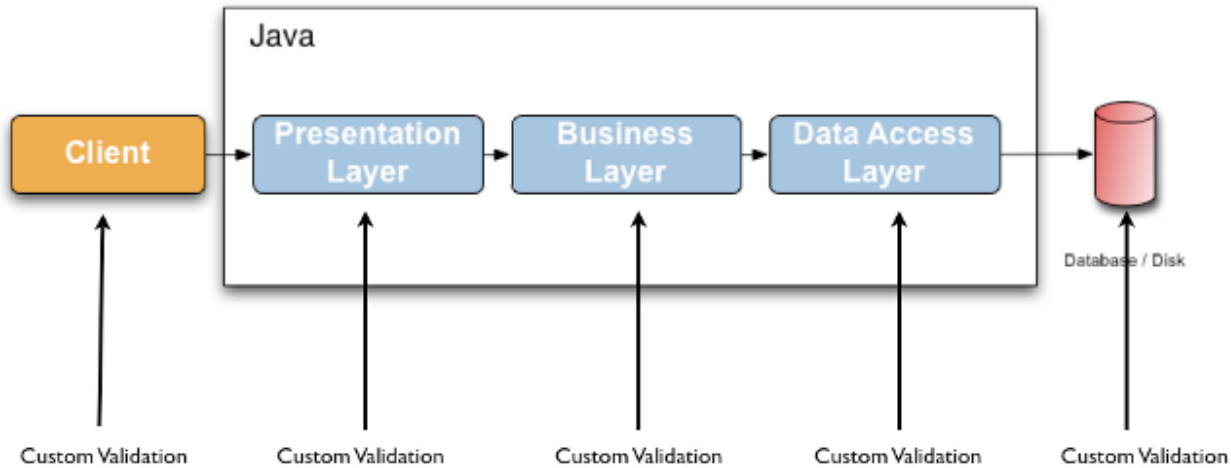 Java
Client
Presentation
Layer
Business
Layer
Data Access
Layer
Database / Disk
Custom Validation
Custom Validation
Custom Validation
Custom Validation
Custom Validation